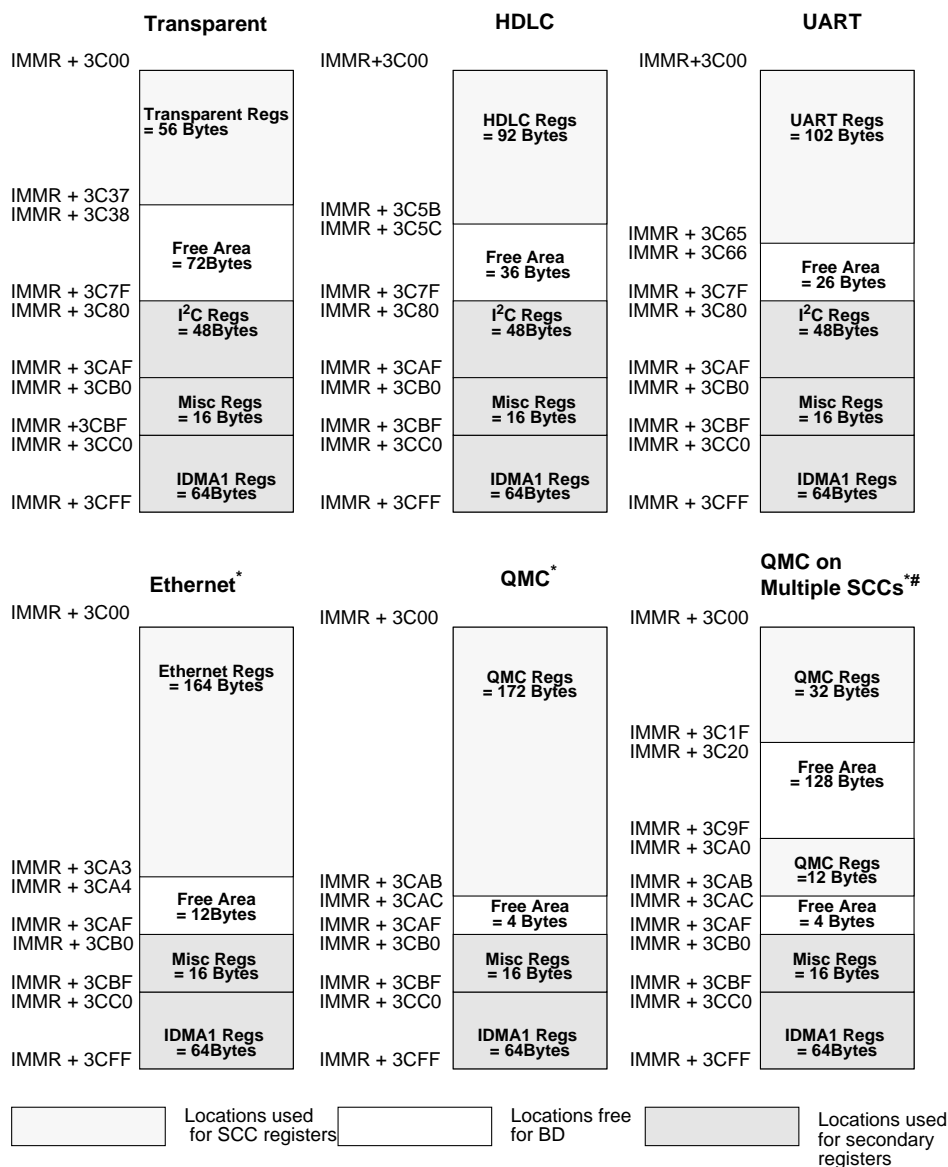 Transparent
IMMR + 3C00
Transparent Regs
= 56 Bytes
IMMR + 3C37
IMMR + 3C38
Free Area
= 72Bytes
IMMR + 3C7F
IMMR + 3C80
I²C Regs
= 48Bytes
IMMR + 3CAF
IMMR + 3CB0
Misc Regs
= 16 Bytes
IMMR +3CBF
IMMR + 3CC0
IDMA1 Regs
= 64Bytes
IMMR + 3CFF
HDLC
IMMR+3C00
HDLC Regs
= 92 Bytes
IMMR + 3C5B
IMMR + 3C5C
Free Area
= 36 Bytes
IMMR + 3C7F
IMMR + 3C80
I²C Regs
= 48Bytes
IMMR + 3CAF
IMMR + 3CB0
Misc Regs
= 16 Bytes
IMMR + 3CBF
IMMR + 3CC0
IDMA1 Regs
= 64Bytes
IMMR + 3CFF
UART
IMMR+3C00
UART Regs
= 102 Bytes
IMMR + 3C65
IMMR + 3C66
Free Area
= 26 Bytes
IMMR + 3C7F
IMMR + 3C80
I²C Regs
= 48Bytes
IMMR + 3CAF
IMMR + 3CB0
Misc Regs
= 16 Bytes
IMMR + 3CBF
IMMR + 3CC0
IDMA1 Regs
= 64Bytes
IMMR + 3CFF
Ethernet*
IMMR + 3C00
Ethernet Regs
= 164 Bytes
IMMR + 3CA3
IMMR + 3CA4
Free Area
= 12Bytes
IMMR + 3CAF
IMMR + 3CB0
Misc Regs
= 16 Bytes
IMMR + 3CBF
IMMR + 3CC0
IDMA1 Regs
= 64Bytes
IMMR + 3CFF
QMC*
IMMR + 3C00
QMC Regs
= 172 Bytes
IMMR + 3CAB
IMMR + 3CAC
Free Area
= 4 Bytes
IMMR + 3CAF
IMMR + 3CB0
Misc Regs
= 16 Bytes
IMMR + 3CBF
IMMR + 3CC0
IDMA1 Regs
= 64Bytes
IMMR + 3CFF
QMC on
Multiple SCCs*#
IMMR + 3C00
QMC Regs
= 32 Bytes
IMMR + 3C1F
IMMR + 3C20
Free Area
= 128 Bytes
IMMR + 3C9F
IMMR + 3CA0
QMC Regs
=12 Bytes
IMMR + 3CAB
IMMR + 3CAC
Free Area
= 4 Bytes
IMMR + 3CAF
IMMR + 3CB0
Misc Regs
= 16 Bytes
IMMR + 3CBF
IMMR + 3CC0
IDMA1 Regs
= 64Bytes
IMMR + 3CFF
Locations used
for SCC registers
Locations free
for BD
Locations used
for secondary
registers